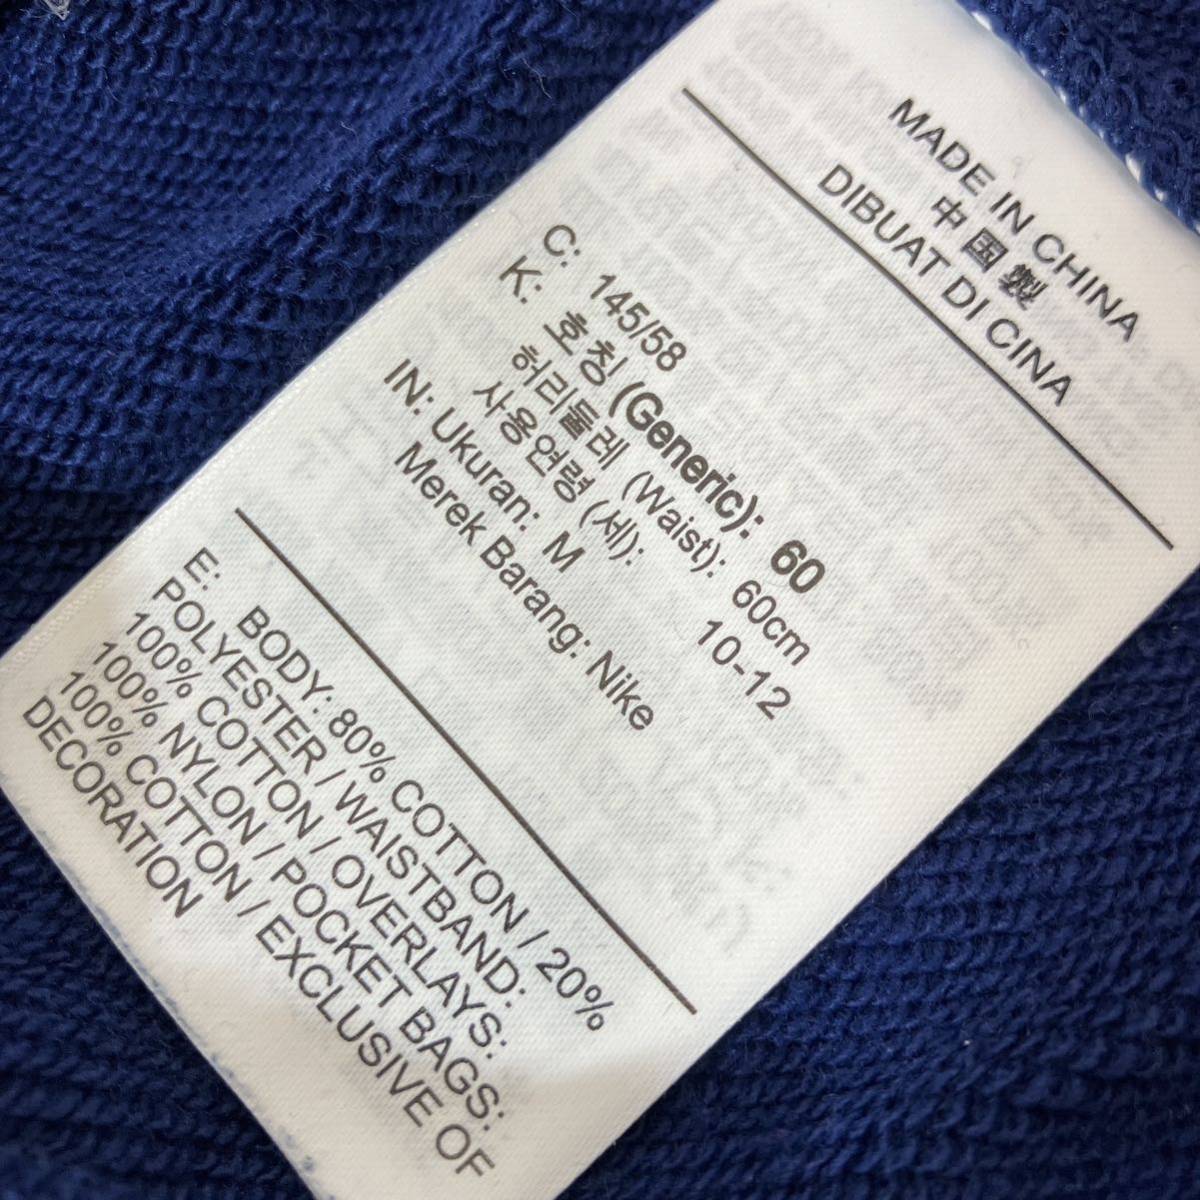 MADE IN CHINA
中国製
DIBUAT DI CINA
C: 145/58
K: 호칭 (Generic): 60
허리둘레 (Waist): 60cm
사용연령 (세): 10-12
IN: Ukuran: M
Merek Barang: Nike
E: BODY: 80% COTTON / 20%
POLYESTER / WAISTBAND:
100% COTTON / OVERLAYS:
100% NYLON / POCKET BAGS:
100% COTTON / EXCLUSIVE OF
DECORATION